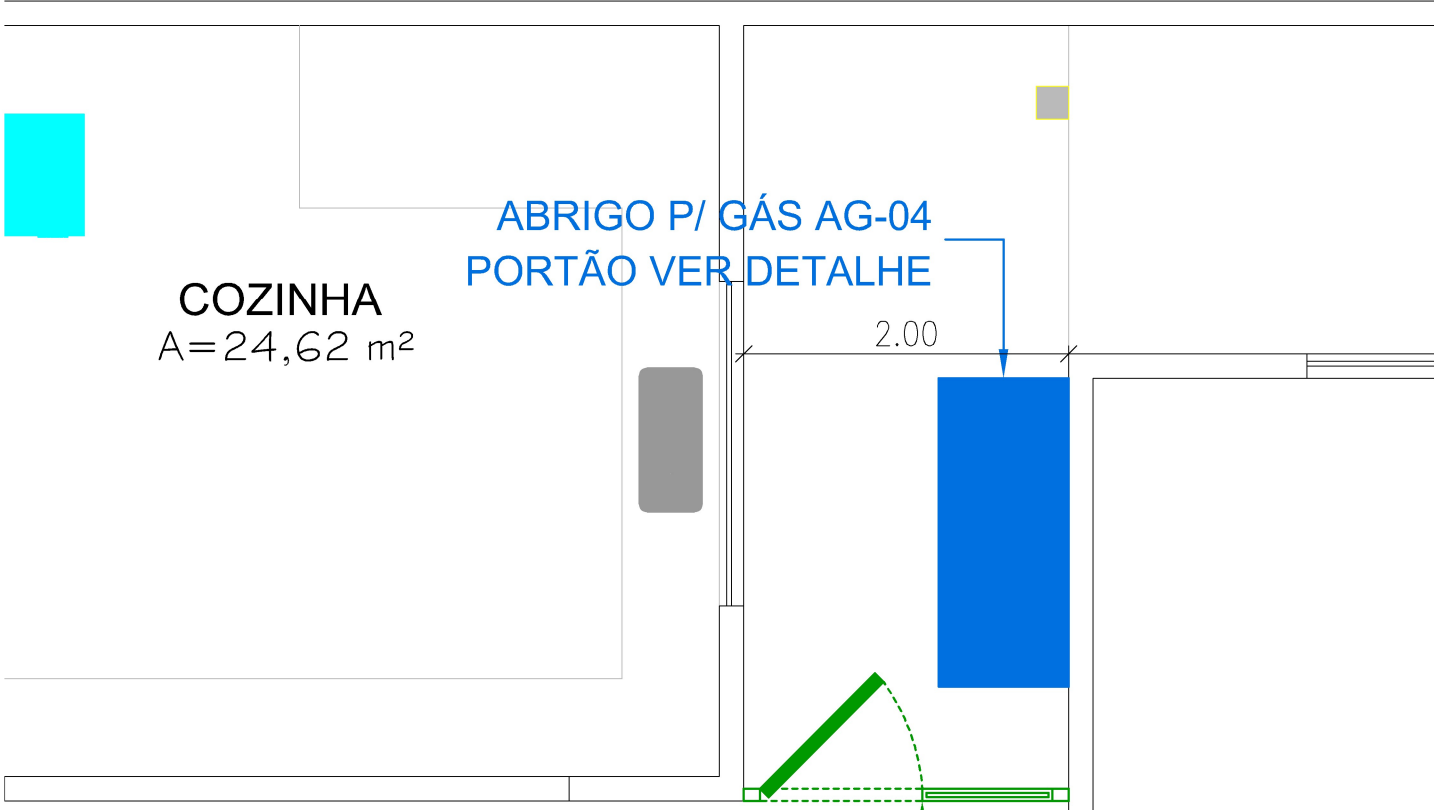 ABRIGO P/ GÁS AG-04
PORTÃO VER DETALHE
COZINHA
A=24,62 m²
2.00